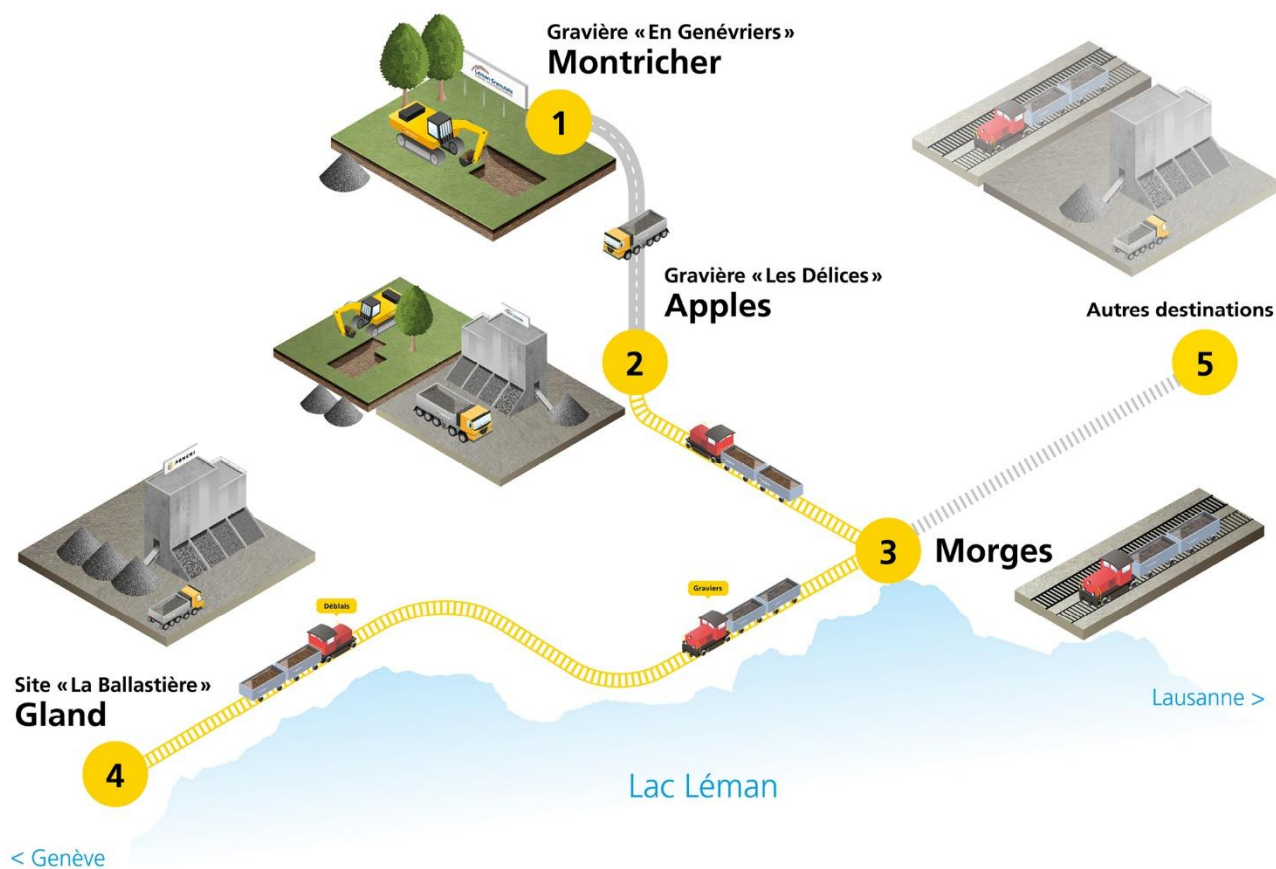 Gravière «En Genévriers»
Montricher
1
Gravière «Les Délices»
Apples
2
Autres destinations
5
3
Morges
Graviers
Déblais
Site «La Ballastière»
Gland
4
Lausanne >
Lac Léman
< Genève